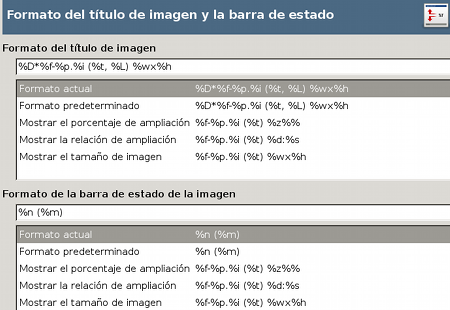 Formato del título de imagen y la barra de estado
Formato del título de imagen
%D*%f-%p.%i (%t, %L) %wx%h
Formato actual %D*%f-%p.%i (%t, %L) %wx%h
Formato predeterminado %D*%f-%p.%i (%t, %L) %wx%h
Mostrar el porcentaje de ampliación %f-%p.%i (%t) %z%%
Mostrar la relación de ampliación %f-%p.%i (%t) %d:%s
Mostrar el tamaño de imagen %f-%p.%i (%t) %wx%h
Formato de la barra de estado de la imagen
%n (%m)
Formato actual %n (%m)
Formato predeterminado %n (%m)
Mostrar el porcentaje de ampliación %f-%p.%i (%t) %z%%
Mostrar la relación de ampliación %f-%p.%i (%t) %d:%s
Mostrar el tamaño de imagen %f-%p.%i (%t) %wx%h